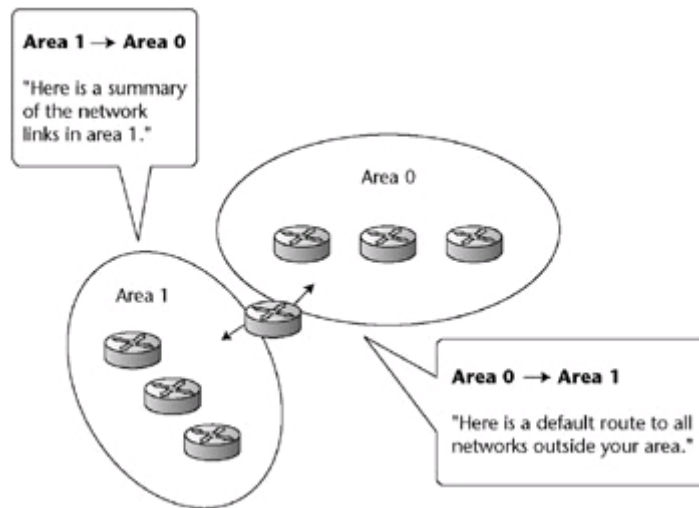 Area 1 → Area 0
"Here is a summary
of the network
links in area 1."
Area 0
Area 1
Area 0 → Area 1
"Here is a default route to all
networks outside your area."